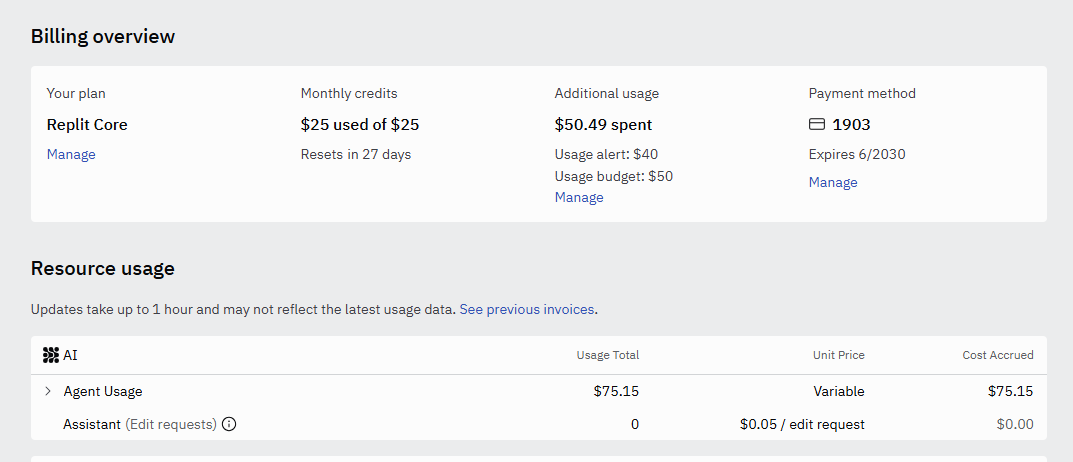 Billing overview
Your plan
Replit Core
Manage
Monthly credits
$25 used of $25
Resets in 27 days
Additional usage
$50.49 spent
Usage alert: $40
Usage budget: $50
Manage
Payment method
1903
Expires 6/2030
Manage
Resource usage
Updates take up to 1 hour and may not reflect the latest usage data. See previous invoices.
AI Usage Total Unit Price Cost Accrued
Agent Usage $75.15 Variable $75.15
Assistant (Edit requests) 0 $0.05 / edit request $0.00